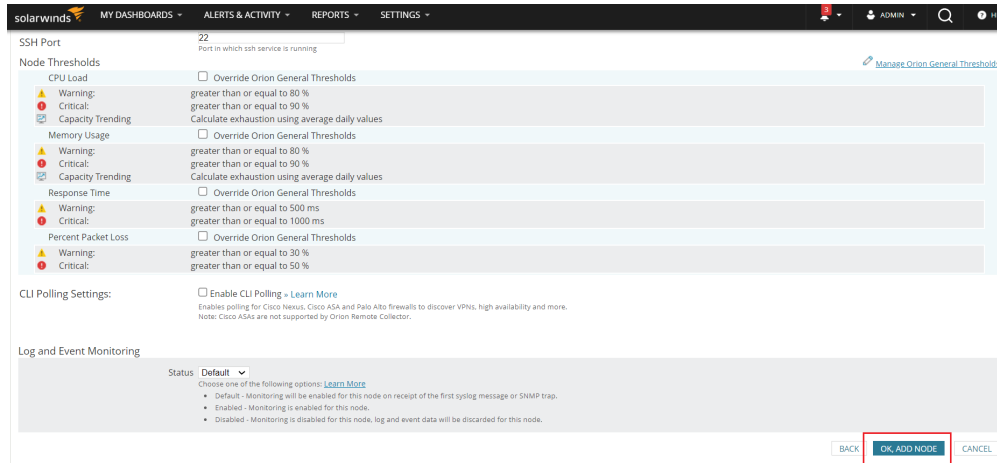 solarwinds MY DASHBOARDS ALERTS & ACTIVITY REPORTS SETTINGS 3 ADMIN
SSH Port 22
Port in which ssh service is running
Node Thresholds Manage Orion General Thresholds
CPU Load Override Orion General Thresholds
Warning: greater than or equal to 80 %
Critical: greater than or equal to 90 %
Capacity Trending Calculate exhaustion using average daily values
Memory Usage Override Orion General Thresholds
Warning: greater than or equal to 80 %
Critical: greater than or equal to 90 %
Capacity Trending Calculate exhaustion using average daily values
Response Time Override Orion General Thresholds
Warning: greater than or equal to 500 ms
Critical: greater than or equal to 1000 ms
Percent Packet Loss Override Orion General Thresholds
Warning: greater than or equal to 30 %
Critical: greater than or equal to 50 %
CLI Polling Settings: Enable CLI Polling » Learn More
Enables polling for Cisco Nexus, Cisco ASA and Palo Alto firewalls to discover VPNs, high availability and more.
Note: Cisco ASAs are not supported by Orion Remote Collector.
Log and Event Monitoring
Status Default
Choose one of the following options: Learn More
• Default - Monitoring will be enabled for this node on receipt of the first syslog message or SNMP trap.
• Enabled - Monitoring is enabled for this node.
• Disabled - Monitoring is disabled for this node, log and event data will be discarded for this node.
BACK OK, ADD NODE CANCEL